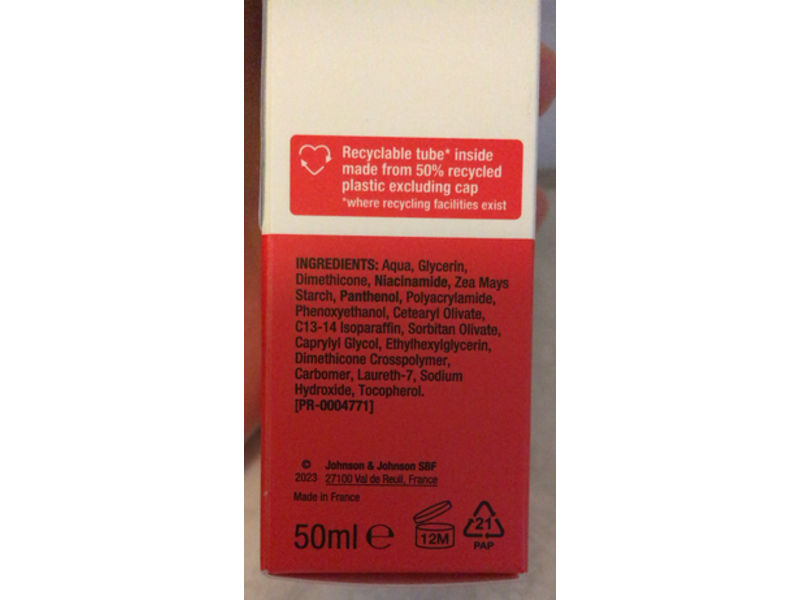 Recyclable tube* inside
made from 50% recycled
plastic excluding cap
*where recycling facilities exist
INGREDIENTS: Aqua, Glycerin,
Dimethicone, Niacinamide, Zea Mays
Starch, Panthenol, Polyacrylamide,
Phenoxyethanol, Cetearyl Olivate,
C13-14 Isoparaffin, Sorbitan Olivate,
Caprylyl Glycol, Ethylhexylglycerin,
Dimethicone Crosspolymer,
Carbomer, Laureth-7, Sodium
Hydroxide, Tocopherol.
[PR-0004771]
© Johnson & Johnson SBF
2023 27100 Val de Reuil, France
Made in France
50ml e 12M 21
PAP